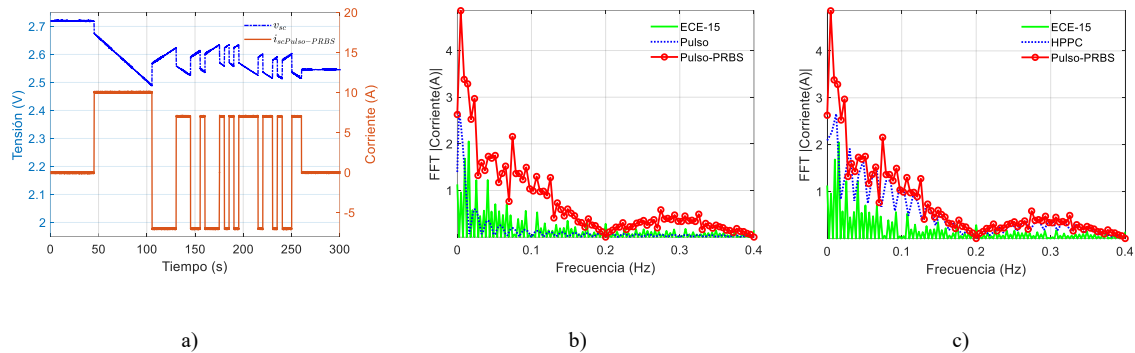 2.7
2.6
2.5
2.4
2.3
2.2
2.1
2
Tensión (V)
0
50
100
150
200
250
300
Tiempo (s)
20
15
10
5
0
-5
Corriente (A)
v_sc
i_scPulso−PRBS
a)
4
3
2
1
FFT |Corriente(A)|
0
0.1
0.2
0.3
0.4
Frecuencia (Hz)
ECE-15
Pulso
Pulso-PRBS
b)
4
3
2
1
FFT |Corriente(A)|
0
0.1
0.2
0.3
0.4
Frecuencia (Hz)
ECE-15
HPPC
Pulso-PRBS
c)